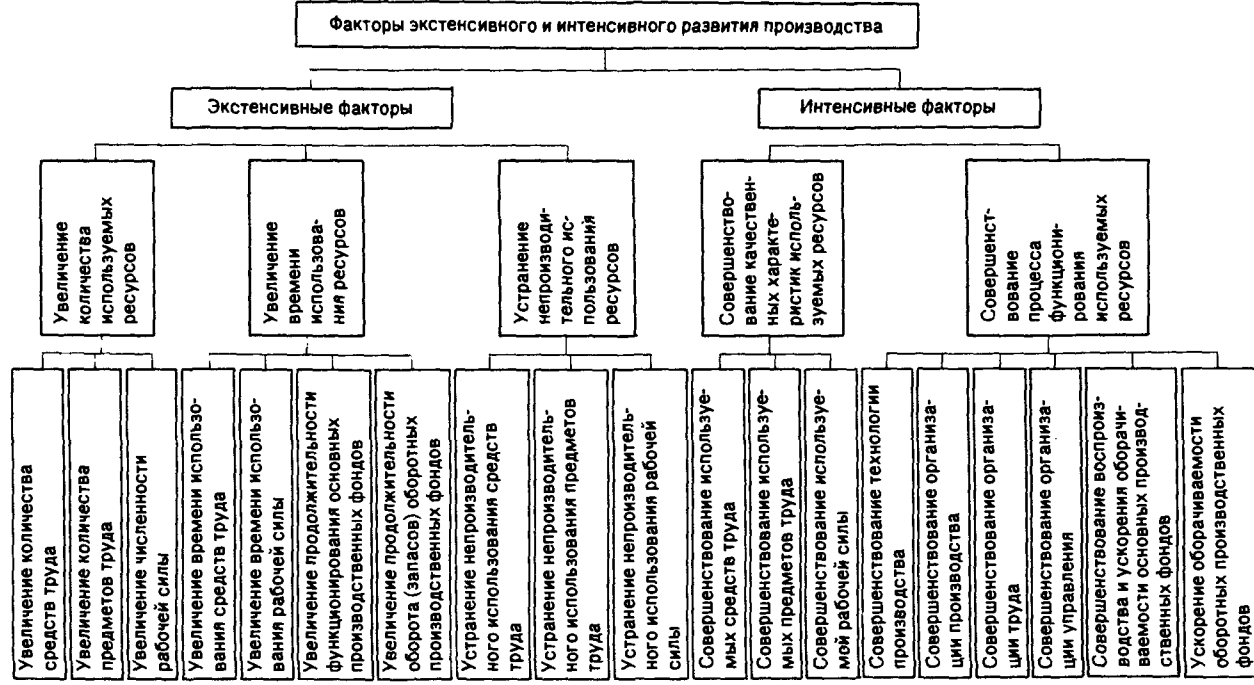 Факторы экстенсивного и интенсивного развития производства
Экстенсивные факторы
Интенсивные факторы
Увеличение
количества
используемых
ресурсов
Увеличение
времени
использова-
ния ресурсов
Устранение
непроизводи-
тельного ис-
пользования
ресурсов
Совершенство-
вание качествен-
ных характе-
ристик исполь-
зуемых ресурсов
Совершенст-
вование
процесса
функциони-
рования
используемых
ресурсов
Увеличение количества
средств труда
Увеличение количества
предметов труда
Увеличение численности
рабочей силы
Увеличение времени использо-
вания средств труда
Увеличение времени использо-
вания рабочей силы
Увеличение продолжительности
функционирования основных
производственных фондов
Увеличение продолжительности
оборота (запасов) оборотных
производственных фондов
Устранение непроизводитель-
ного использования средств
труда
Устранение непроизводитель-
ного использования предметов
труда
Устранение непроизводитель-
ного использования рабочей
силы
Совершенствование используе-
мых средств труда
Совершенствование используе-
мых предметов труда
Совершенствование используе-
мой рабочей силы
Совершенствование технологии
производства
Совершенствование организа-
ции производства
Совершенствование организа-
ции труда
Совершенствование организа-
ции управления
Совершенствование воспроиз-
водства и ускорения оборачи-
ваемости основных производ-
ственных фондов
Ускорение оборачиваемости
оборотных производственных
фондов